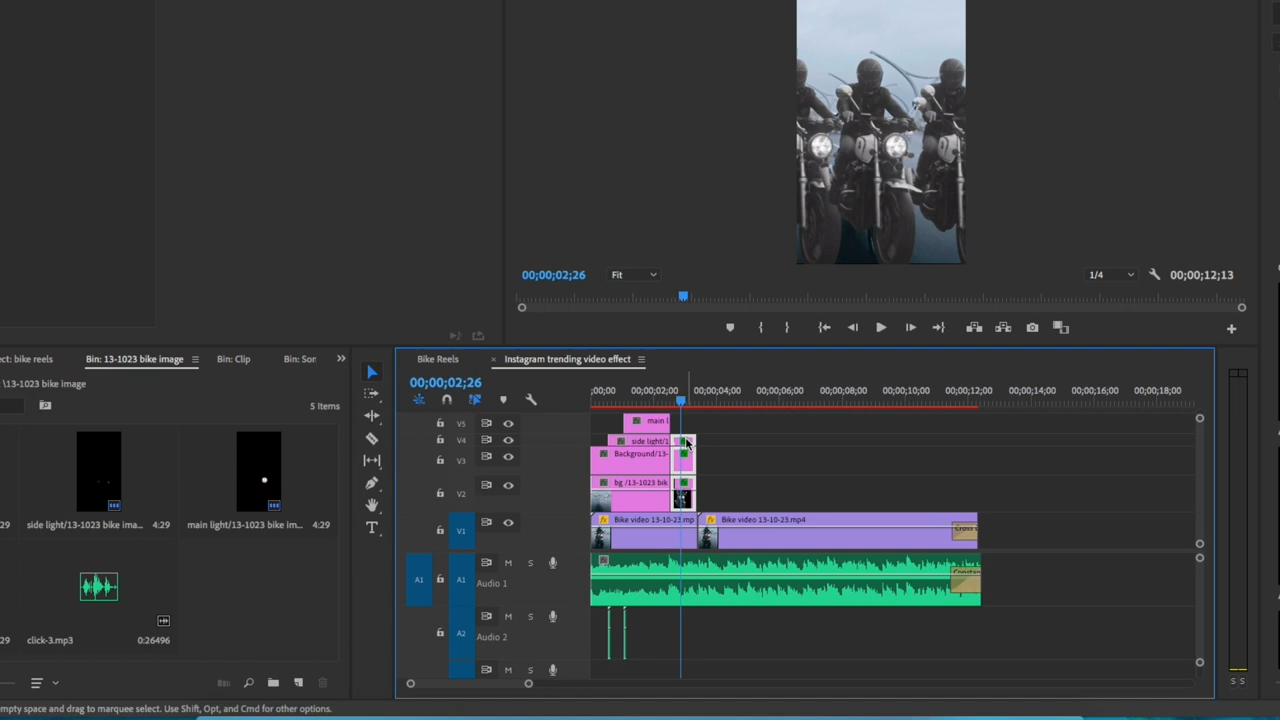 00;00;02;26
Fit
1/4
00;00;12;13
ect: bike reels
Bin: 13-1023 bike image
Bin: Clip
Bin: Sor
\13-1023 bike image
5 Items
29
side light/13-1023 bike ima...
4:29
main light/13-1023 bike im...
4:29
29
click-3.mp3
0:26496
Bike Reels
Instagram trending video effect
00;00;02;26
;00;00
00;00;02;00
00;00;04;00
00;00;06;00
00;00;08;00
00;00;10;00
00;00;12;00
00;00;14;00
00;00;16;00
00;00;18;00
V5
main l
V4
side light/1
V3
Background/13-
V2
bg /13-1023 bik
V1
fx
Bike video 13-10-23.mp
fx
Bike video 13-10-23.mp4
Cross D
A1
A1
M
S
Audio 1
Constan
A2
M
S
Audio 2
M
S
S S
empty space and drag to marquee select. Use Shift, Opt, and Cmd for other options.